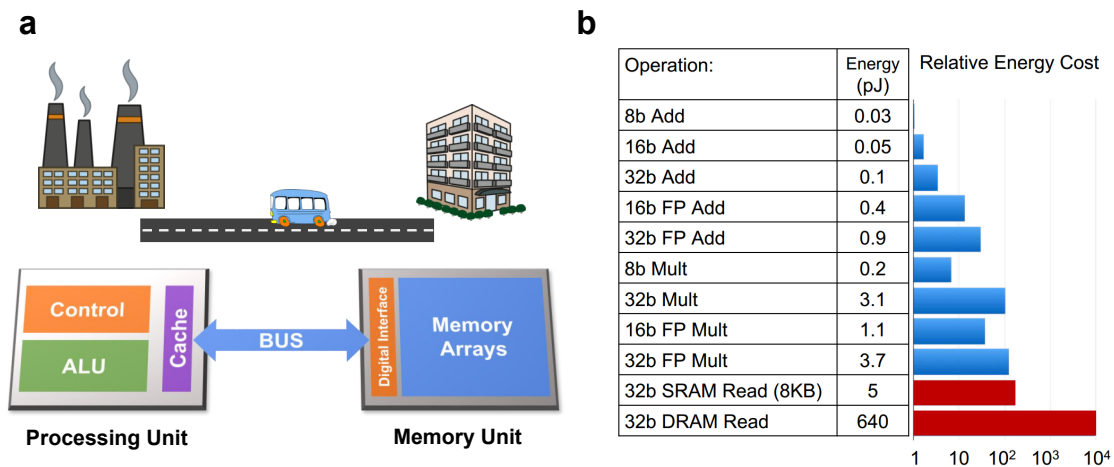 a
Control
ALU
Cache
BUS
Digital Interface
Memory
Arrays
Processing Unit
Memory Unit
b
Operation: Energy (pJ) Relative Energy Cost
8b Add 0.03
16b Add 0.05
32b Add 0.1
16b FP Add 0.4
32b FP Add 0.9
8b Mult 0.2
32b Mult 3.1
16b FP Mult 1.1
32b FP Mult 3.7
32b SRAM Read (8KB) 5
32b DRAM Read 640
1 10 10² 10³ 10⁴